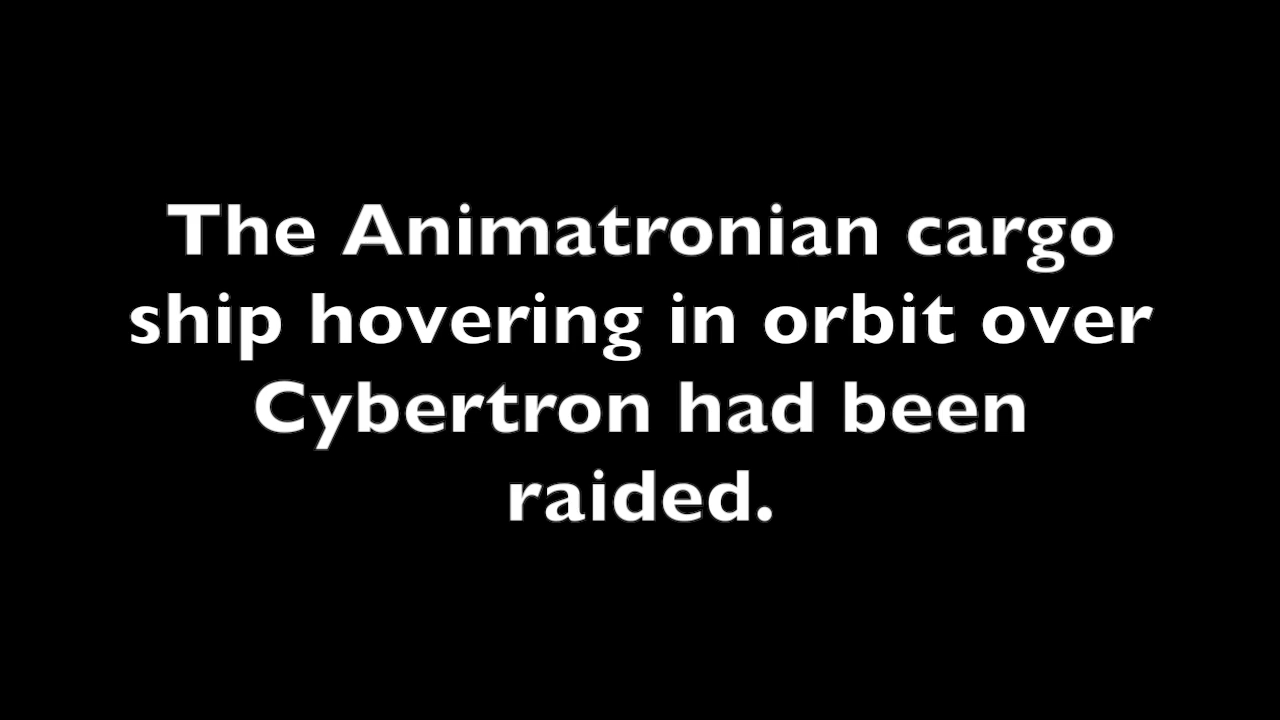 The Animatronian cargo
ship hovering in orbit over
Cybertron had been
raided.